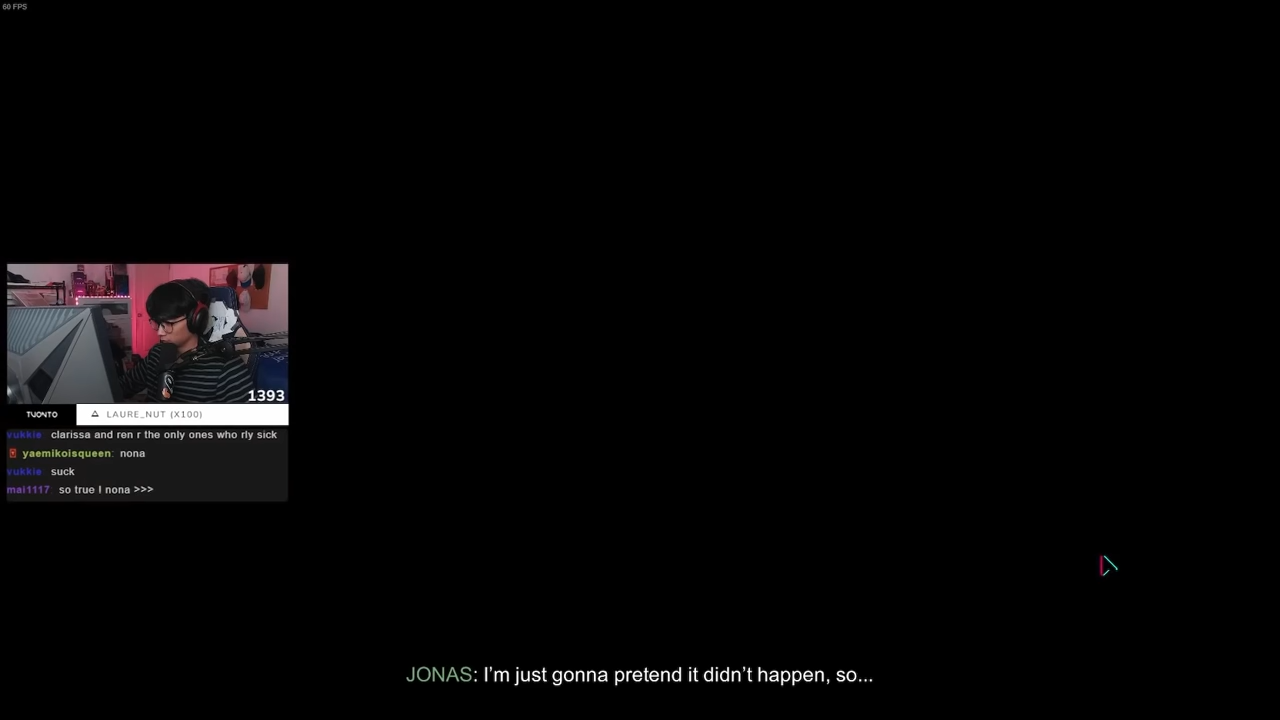 60 FPS
1393
TUONTO
LAURE_NUT (X100)
vukkie clarissa and ren r the only ones who rly sick
yaemikoisqueen: nona
vukkie suck
mai1117 so true I nona >>>
JONAS: I'm just gonna pretend it didn't happen, so...